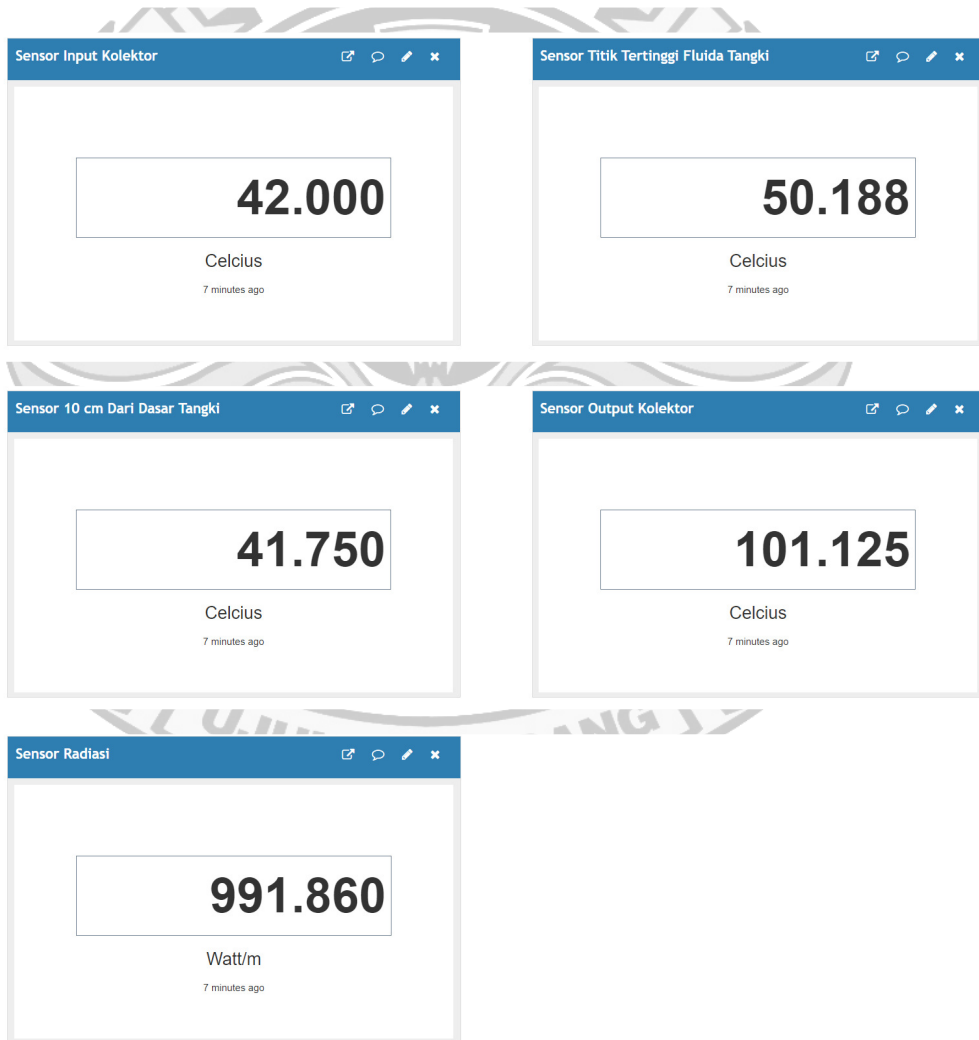 Sensor Input Kolektor
42.000
Celcius
7 minutes ago
Sensor Titik Tertinggi Fluida Tangki
50.188
Celcius
7 minutes ago
Sensor 10 cm Dari Dasar Tangki
41.750
Celcius
7 minutes ago
Sensor Output Kolektor
101.125
Celcius
7 minutes ago
Sensor Radiasi
991.860
Watt/m
7 minutes ago